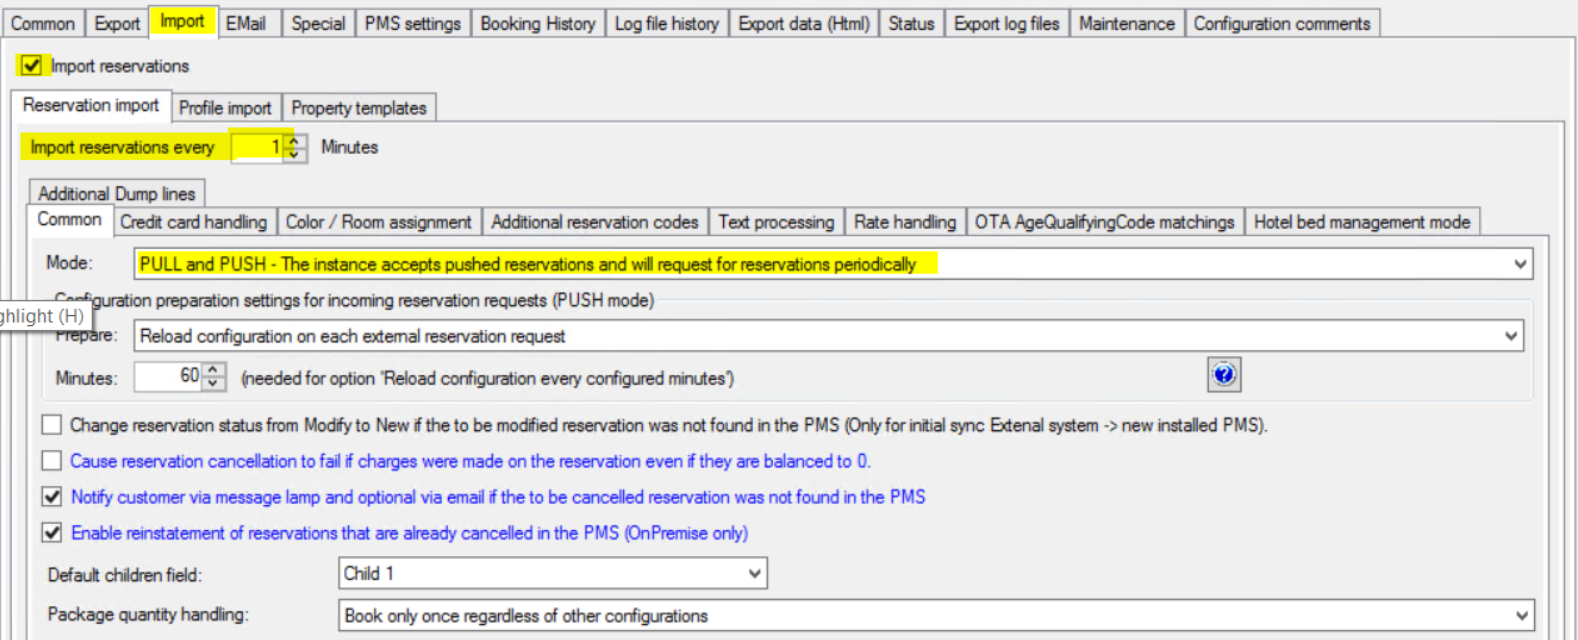 Common Export Import EMail Special PMS settings Booking History Log file history Export data (Html) Status Export log files Maintenance Configuration comments
Import reservations
Reservation import Profile import Property templates
Import reservations every 1 Minutes
Additional Dump lines
Common Credit card handling Color / Room assignment Additional reservation codes Text processing Rate handling OTA AgeQualifyingCode matchings Hotel bed management mode
Mode: PULL and PUSH - The instance accepts pushed reservations and will request for reservations periodically
Configuration preparation settings for incoming reservation requests (PUSH mode)
ghlight (H)
Prepare: Reload configuration on each external reservation request
Minutes: 60 (needed for option 'Reload configuration every configured minutes')
Change reservation status from Modify to New if the to be modified reservation was not found in the PMS (Only for initial sync Extenal system -> new installed PMS).
Cause reservation cancellation to fail if charges were made on the reservation even if they are balanced to 0.
Notify customer via message lamp and optional via email if the to be cancelled reservation was not found in the PMS
Enable reinstatement of reservations that are already cancelled in the PMS (OnPremise only)
Default children field: Child 1
Package quantity handling: Book only once regardless of other configurations